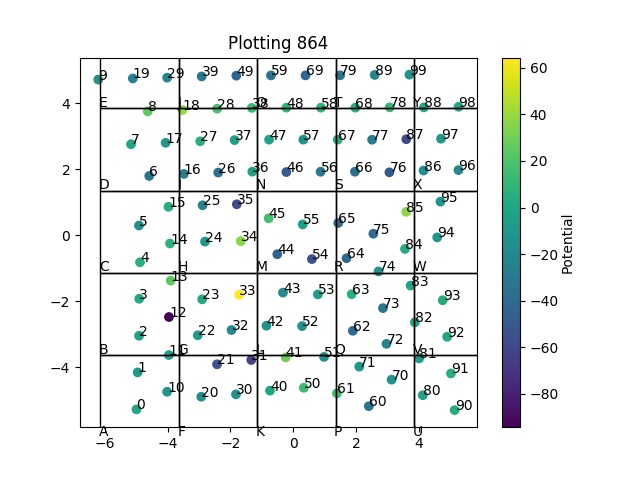 Plotting 864
9 19 29 39 49 59 69 79 89 99
60
4
E 8 18 28 38 O 48 58 T 68 78 Y 88 98
40
7 17 27 37 47 57 67 77 87 97
20
2
6 16 26 36 46 56 66 76 86 96
D I N S X
0
5 15 25 35 45 55 65 75 85 95
0
4 14 24 34 44 54 64 74 84 94
−20
C H M R W
Potential
−2
3 13 23 33 43 53 63 73 83 93
−40
2 12 22 32 42 52 62 72 82 92
B G L Q V
−60
−4
1 11 21 31 41 51 61 71 81 91
0 10 20 30 40 50 60 70 80 90
−80
A F K P U
−6 −4 −2 0 2 4